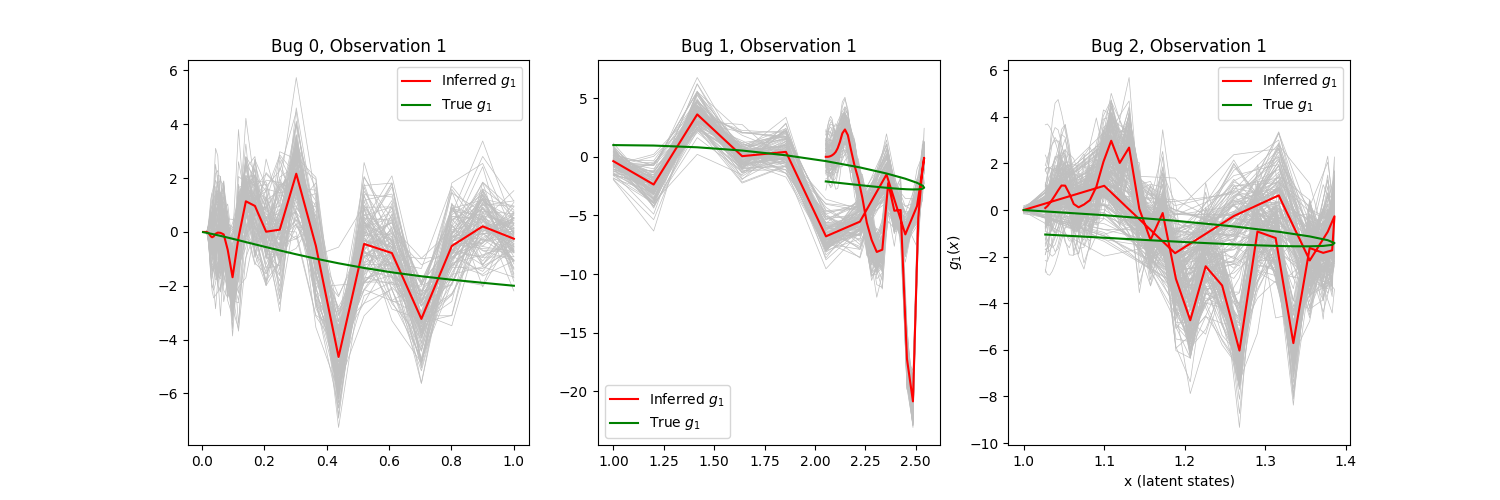 Bug 0, Observation 1
6
4
2
0
−2
−4
−6
0.0 0.2 0.4 0.6 0.8 1.0
Inferred g₁
True g₁
Bug 1, Observation 1
5
0
−5
−10
−15
−20
1.00 1.25 1.50 1.75 2.00 2.25 2.50
Inferred g₁
True g₁
Bug 2, Observation 1
g₁(x)
6
4
2
0
−2
−4
−6
−8
−10
1.0 1.1 1.2 1.3 1.4
x (latent states)
Inferred g₁
True g₁